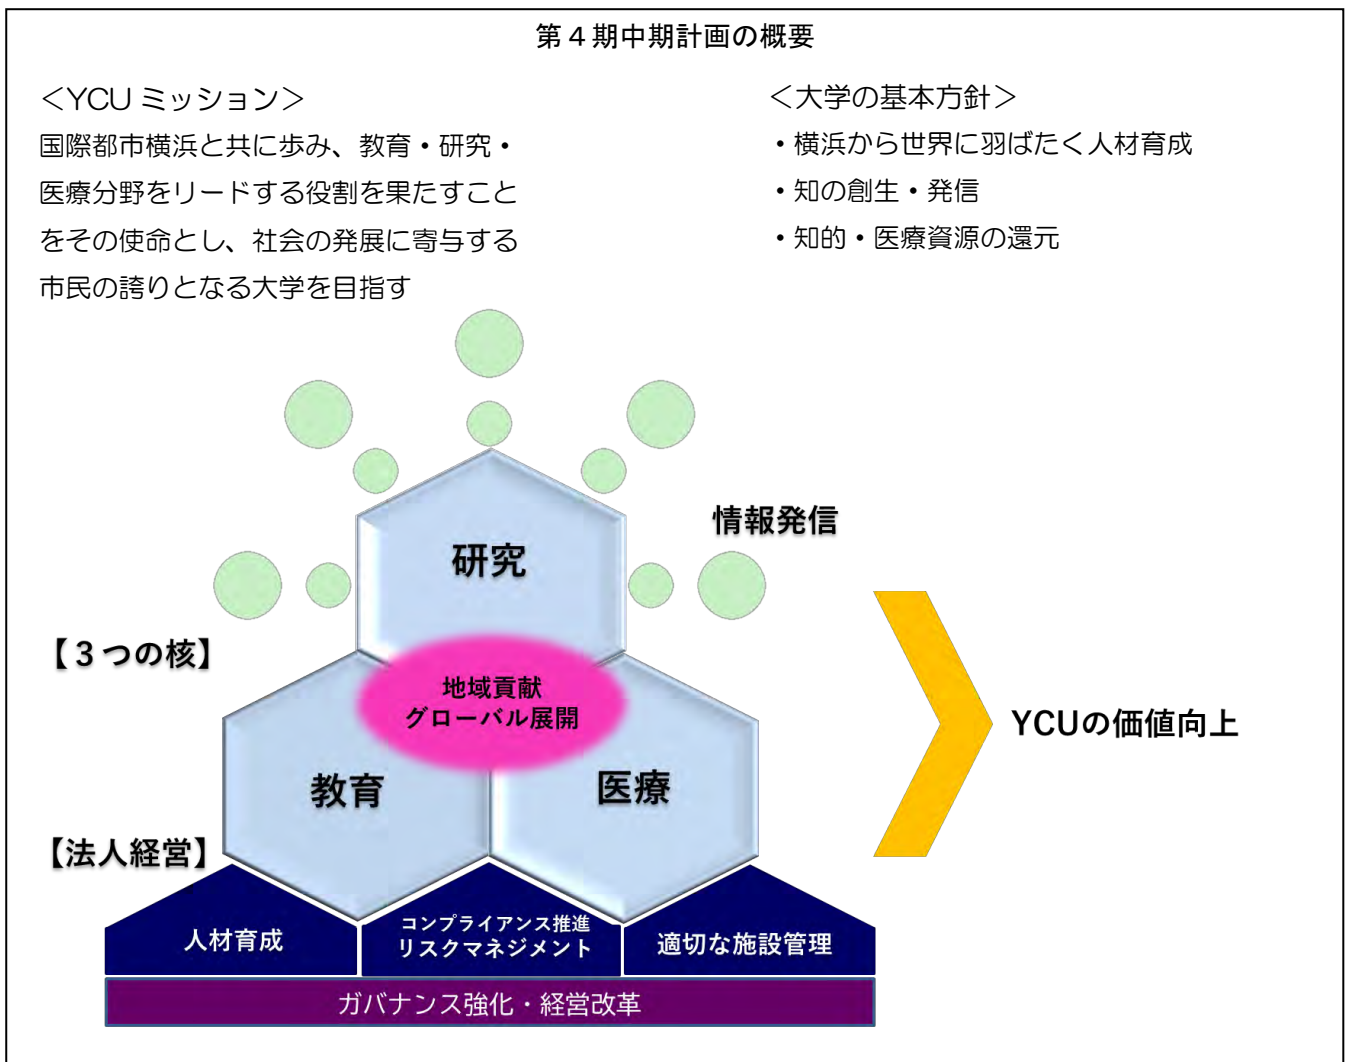 第４期中期計画の概要
＜YCU ミッション＞
国際都市横浜と共に歩み、教育・研究・
医療分野をリードする役割を果たすこと
をその使命とし、社会の発展に寄与する
市民の誇りとなる大学を目指す
＜大学の基本方針＞
・横浜から世界に羽ばたく人材育成
・知の創生・発信
・知的・医療資源の還元
情報発信
研究
【３つの核】
地域貢献
グローバル展開
YCUの価値向上
教育
医療
【法人経営】
人材育成
コンプライアンス推進
リスクマネジメント
適切な施設管理
ガバナンス強化・経営改革